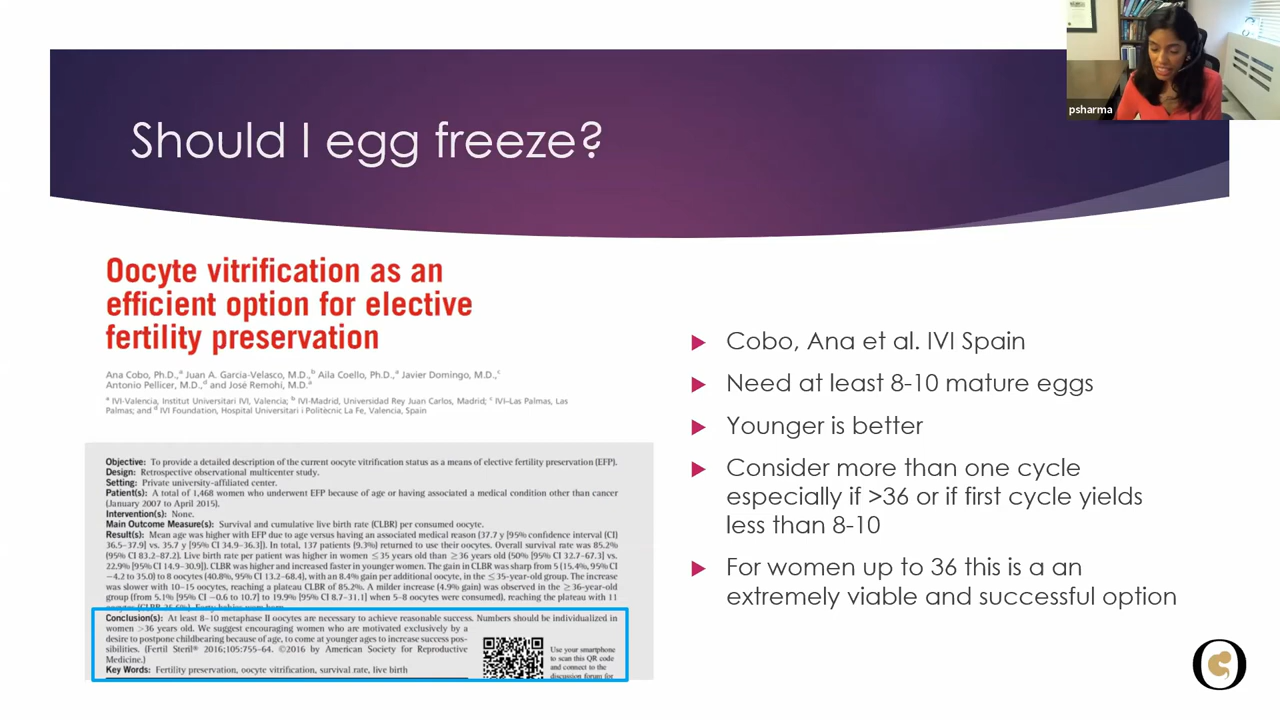 psharma
Should I egg freeze?
Oocyte vitrification as an
efficient option for elective
fertility preservation
Ana Cobo, Ph.D.,ᵃ Juan A. Garcia-Velasco, M.D.,ᵇ Aila Coello, Ph.D.,ᵃ Javier Domingo, M.D.,ᶜ
Antonio Pellicer, M.D.,ᵈ and José Remohí, M.D.ᵃ
ᵃ IVI-Valencia, Institut Universitari IVI, Valencia; ᵇ IVI-Madrid, Universidad Rey Juan Carlos, Madrid; ᶜ IVI–Las Palmas, Las
Palmas; and ᵈ IVI Foundation, Hospital Universitari i Politècnic La Fe, Valencia, Spain
Objective: To provide a detailed description of the current oocyte vitrification status as a means of elective fertility preservation (EFP).
Design: Retrospective observational multicenter study.
Setting: Private university-affiliated center.
Patient(s): A total of 1,468 women who underwent EFP because of age or having associated a medical condition other than cancer
(January 2007 to April 2015).
Intervention(s): None.
Main Outcome Measure(s): Survival and cumulative live birth rate (CLBR) per consumed oocyte.
Result(s): Mean age was higher with EFP due to age versus having an associated medical reason [37.7 y [95% confidence interval (CI)
36.5–37.9] vs. 35.7 y [95% CI 34.9–36.3]). In total, 137 patients (9.3%) returned to use their oocytes. Overall survival rate was 85.2%
(95% CI 83.2–87.2). Live birth rate per patient was higher in women ≤35 years old than ≥36 years old (50% [95% CI 32.7–67.3] vs.
22.9% [95% CI 14.9–30.9]). CLBR was higher and increased faster in younger women. The gain in CLBR was sharp from 5 (15.4%, 95% CI
−4.2 to 35.0) to 8 oocytes (40.8%, 95% CI 13.2–68.4), with an 8.4% gain per additional oocyte, in the ≤35-year-old group. The increase
was slower with 10–15 oocytes, reaching a plateau CLBR of 85.2%. A milder increase (4.9% gain) was observed in the ≥36-year-old
group (from 5.1% [95% CI −0.6 to 10.7] to 19.9% [95% CI 8.7–31.1] when 5–8 oocytes were consumed), reaching the plateau with 11
oocytes (CLBR 35.6%). Forty babies were born.
Conclusion(s): At least 8–10 metaphase II oocytes are necessary to achieve reasonable success. Numbers should be individualized in
women >36 years old. We suggest encouraging women who are motivated exclusively by a
desire to postpone childbearing because of age, to come at younger ages to increase success pos-
sibilities. (Fertil Steril® 2016;105:755–64. ©2016 by American Society for Reproductive
Medicine.)
Key Words: Fertility preservation, oocyte vitrification, survival rate, live birth
Use your smartphone
to scan this QR code
and connect to the
discussion forum for
Cobo, Ana et al. IVI Spain
Need at least 8-10 mature eggs
Younger is better
Consider more than one cycle
especially if >36 or if first cycle yields
less than 8-10
For women up to 36 this is a an
extremely viable and successful option